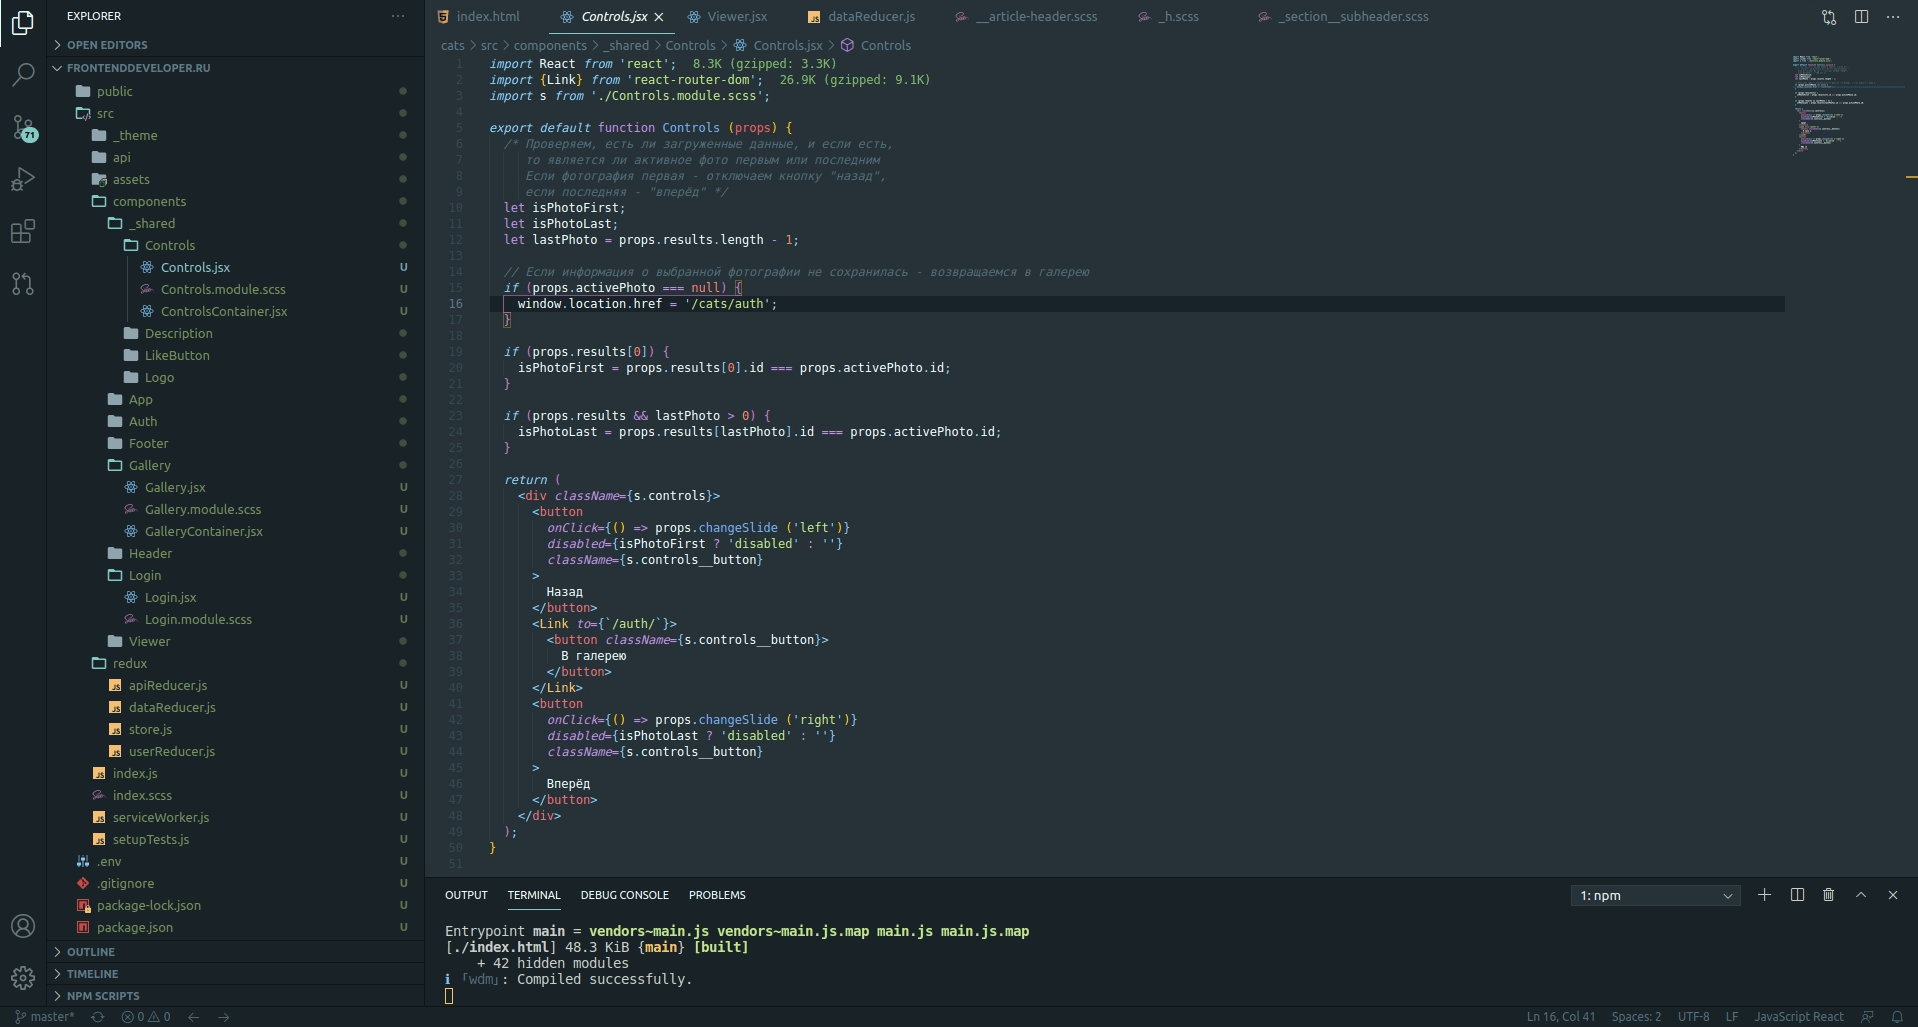 EXPLORER
OPEN EDITORS
FRONTENDDEVELOPER.RU
public
src
_theme
api
assets
components
_shared
Controls
Controls.jsx U
Controls.module.scss U
ControlsContainer.jsx U
Description
LikeButton
Logo
App
Auth
Footer
Gallery
Gallery.jsx U
Gallery.module.scss U
GalleryContainer.jsx U
Header
Login
Login.jsx U
Login.module.scss U
Viewer
redux
apiReducer.js U
dataReducer.js U
store.js U
userReducer.js U
index.js U
index.scss U
serviceWorker.js U
setupTests.js U
.env U
.gitignore U
package-lock.json U
package.json U
OUTLINE
TIMELINE
NPM SCRIPTS
71
index.html Controls.jsx Viewer.jsx dataReducer.js __article-header.scss _h.scss _section__subheader.scss
cats > src > components > _shared > Controls > Controls.jsx > Controls
1 import React from 'react'; 8.3K (gzipped: 3.3K)
2 import {Link} from 'react-router-dom'; 26.9K (gzipped: 9.1K)
3 import s from './Controls.module.scss';
4
5 export default function Controls (props) {
6 /* Проверяем, есть ли загруженные данные, и если есть,
7 то является ли активное фото первым или последним
8 Если фотография первая - отключаем кнопку "назад",
9 если последняя - "вперёд" */
10 let isPhotoFirst;
11 let isPhotoLast;
12 let lastPhoto = props.results.length - 1;
13
14 // Если информация о выбранной фотографии не сохранилась - возвращаемся в галерею
15 if (props.activePhoto === null) {
16 window.location.href = '/cats/auth';
17 }
18
19 if (props.results[0]) {
20 isPhotoFirst = props.results[0].id === props.activePhoto.id;
21 }
22
23 if (props.results && lastPhoto > 0) {
24 isPhotoLast = props.results[lastPhoto].id === props.activePhoto.id;
25 }
26
27 return (
28 <div className={s.controls}>
29 <button
30 onClick={() => props.changeSlide ('left')}
31 disabled={isPhotoFirst ? 'disabled' : ''}
32 className={s.controls__button}
33 >
34 Назад
35 </button>
36 <Link to={`/auth/`}>
37 <button className={s.controls__button}>
38 В галерею
39 </button>
40 </Link>
41 <button
42 onClick={() => props.changeSlide ('right')}
43 disabled={isPhotoLast ? 'disabled' : ''}
44 className={s.controls__button}
45 >
46 Вперёд
47 </button>
48 </div>
49 );
50 }
51
OUTPUT TERMINAL DEBUG CONSOLE PROBLEMS 1: npm
Entrypoint main = vendors~main.js vendors~main.js.map main.js main.js.map
[./index.html] 48.3 KiB {main} [built]
+ 42 hidden modules
ℹ ｢wdm｣: Compiled successfully.
master* 0 0 Ln 16, Col 41 Spaces: 2 UTF-8 LF JavaScript React